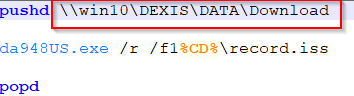 pushd \\win10\DEXIS\DATA\Download
da948US.exe /r /f1%CD%\record.iss
popd